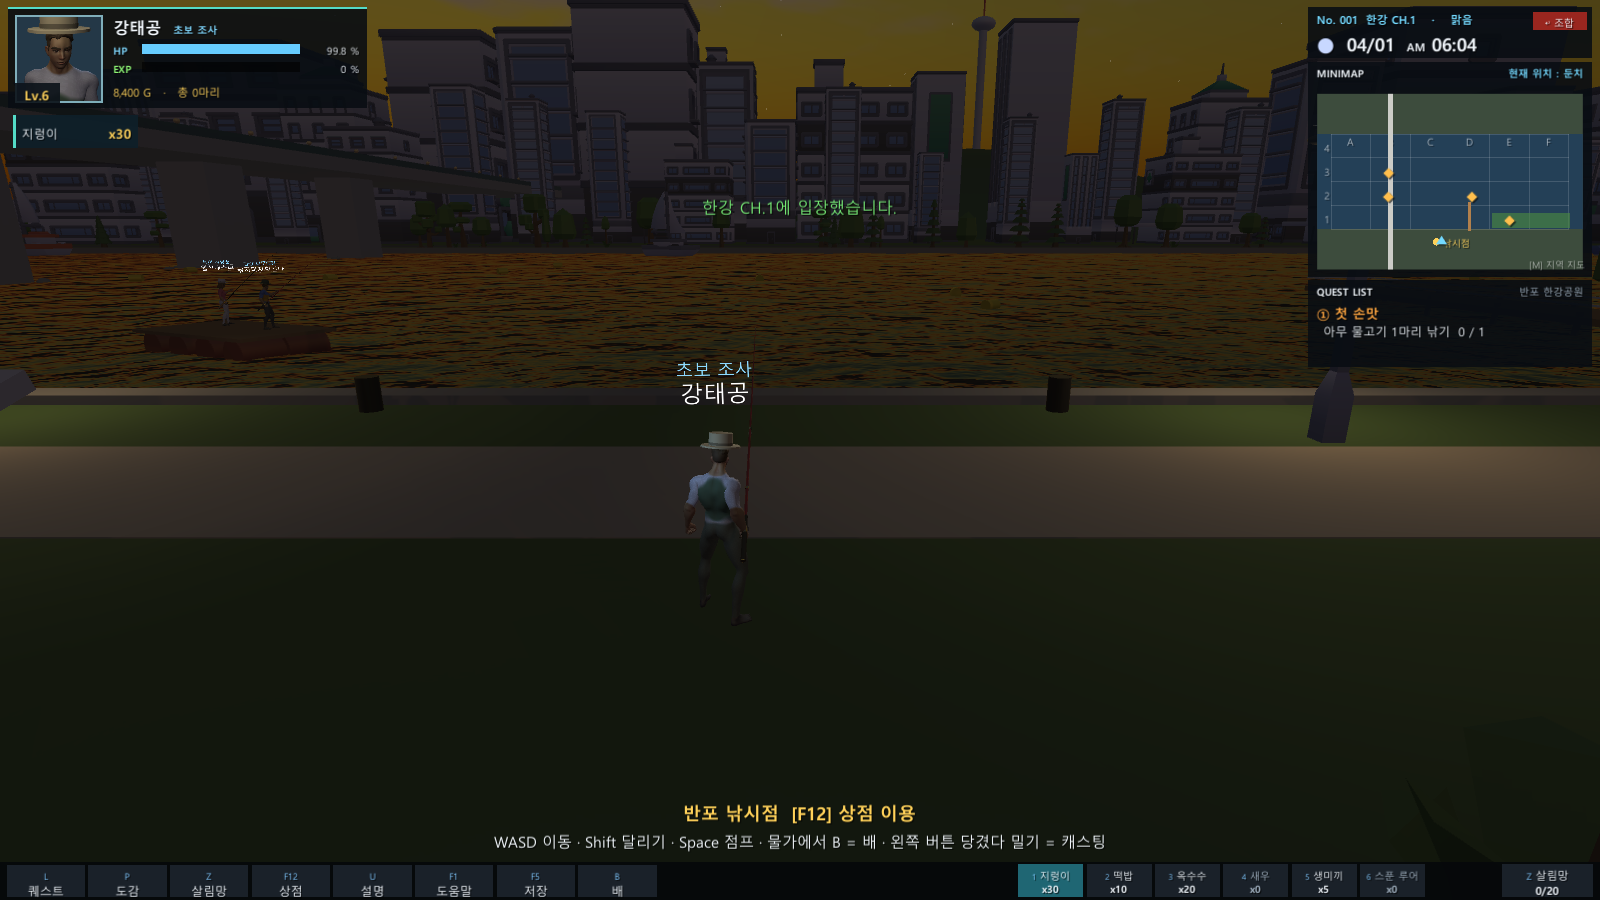 강태공 초보 조사
HP 99.8 %
EXP 0 %
Lv.6
8,400 G · 총 0마리
지렁이 x30
No. 001 한강 CH.1 · 맑음
조합
04/01 AM 06:04
MINIMAP 현재 위치 : 둔치
A C D E F
4
3
2
1
낚시점
[M] 지역 지도
QUEST LIST 반포 한강공원
① 첫 손맛
아무 물고기 1마리 낚기 0 / 1
한강 CH.1에 입장했습니다.
초보 조사
강태공
반포 낚시점 [F12] 상점 이용
WASD 이동 · Shift 달리기 · Space 점프 · 물가에서 B = 배 · 왼쪽 버튼 당겼다 밀기 = 캐스팅
L 퀘스트
P 도감
Z 살림망
F12 상점
U 설명
F1 도움말
F5 저장
B 배
1 지렁이 x30
2 떡밥 x10
3 옥수수 x20
4 새우 x0
5 생미끼 x5
6 스푼 루어 x0
Z 살림망 0/20